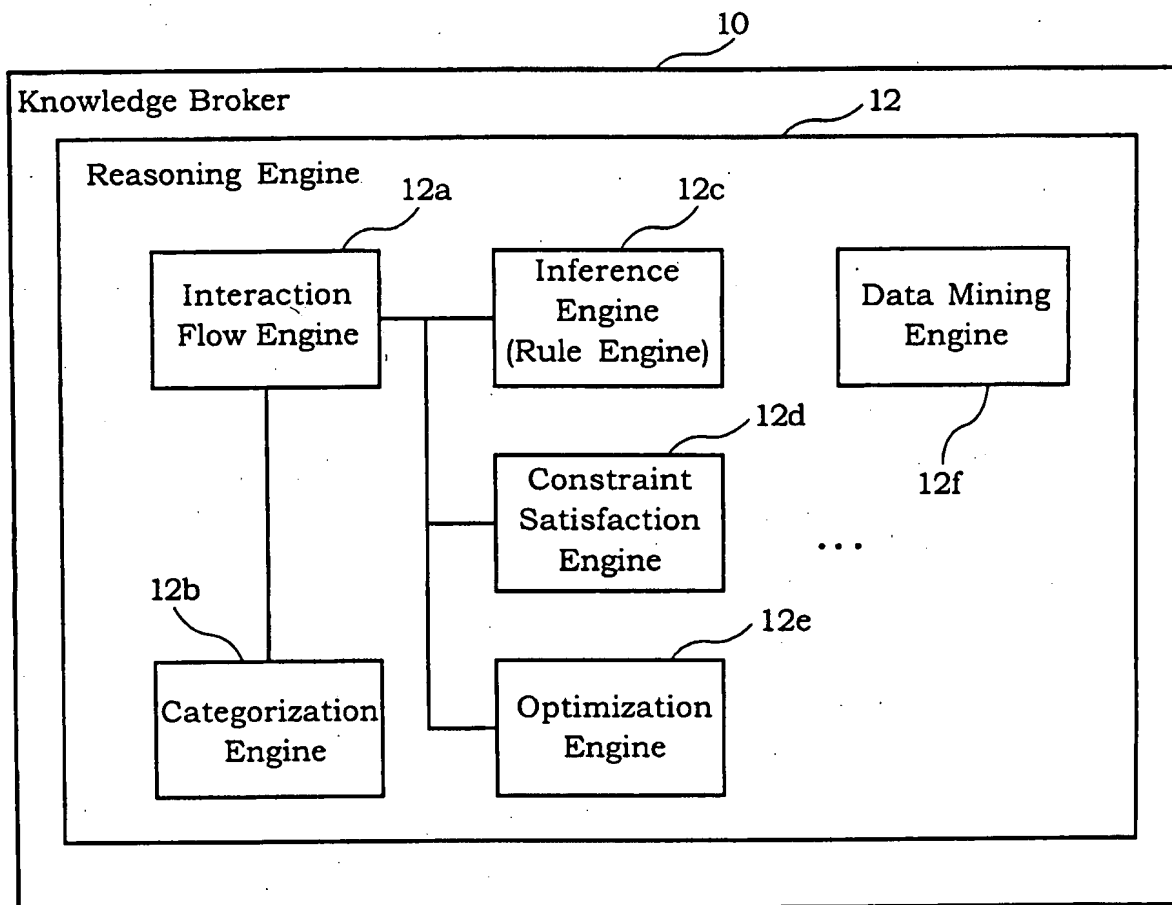 10
Knowledge Broker
12
Reasoning Engine
12a
12c
Interaction
Flow Engine
Inference
Engine
(Rule Engine)
Data Mining
Engine
12d
12f
Constraint
Satisfaction
Engine
...
12b
12e
Categorization
Engine
Optimization
Engine